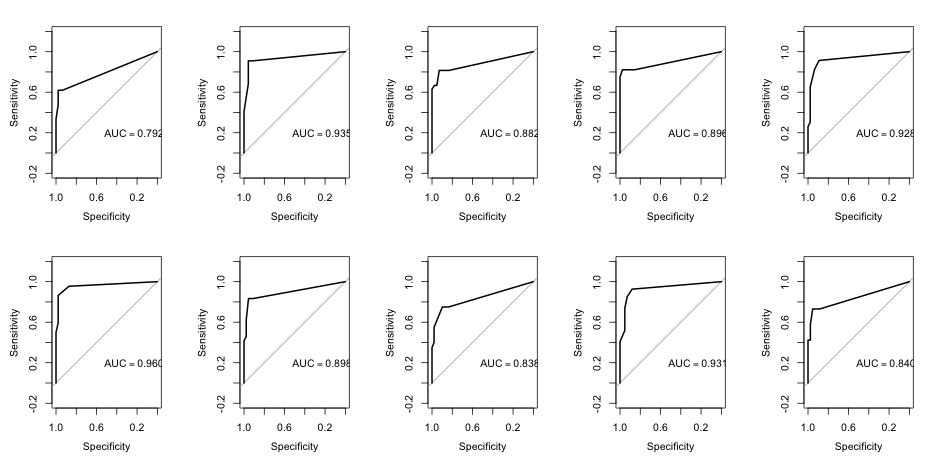 1.0
0.6
0.2
-0.2
Sensitivity
AUC = 0.792
1.0 0.6 0.2
Specificity
1.0
0.6
0.2
-0.2
Sensitivity
AUC = 0.935
1.0 0.6 0.2
Specificity
1.0
0.6
0.2
-0.2
Sensitivity
AUC = 0.882
1.0 0.6 0.2
Specificity
1.0
0.6
0.2
-0.2
Sensitivity
AUC = 0.896
1.0 0.6 0.2
Specificity
1.0
0.6
0.2
-0.2
Sensitivity
AUC = 0.928
1.0 0.6 0.2
Specificity
1.0
0.6
0.2
-0.2
Sensitivity
AUC = 0.960
1.0 0.6 0.2
Specificity
1.0
0.6
0.2
-0.2
Sensitivity
AUC = 0.898
1.0 0.6 0.2
Specificity
1.0
0.6
0.2
-0.2
Sensitivity
AUC = 0.838
1.0 0.6 0.2
Specificity
1.0
0.6
0.2
-0.2
Sensitivity
AUC = 0.931
1.0 0.6 0.2
Specificity
1.0
0.6
0.2
-0.2
Sensitivity
AUC = 0.840
1.0 0.6 0.2
Specificity